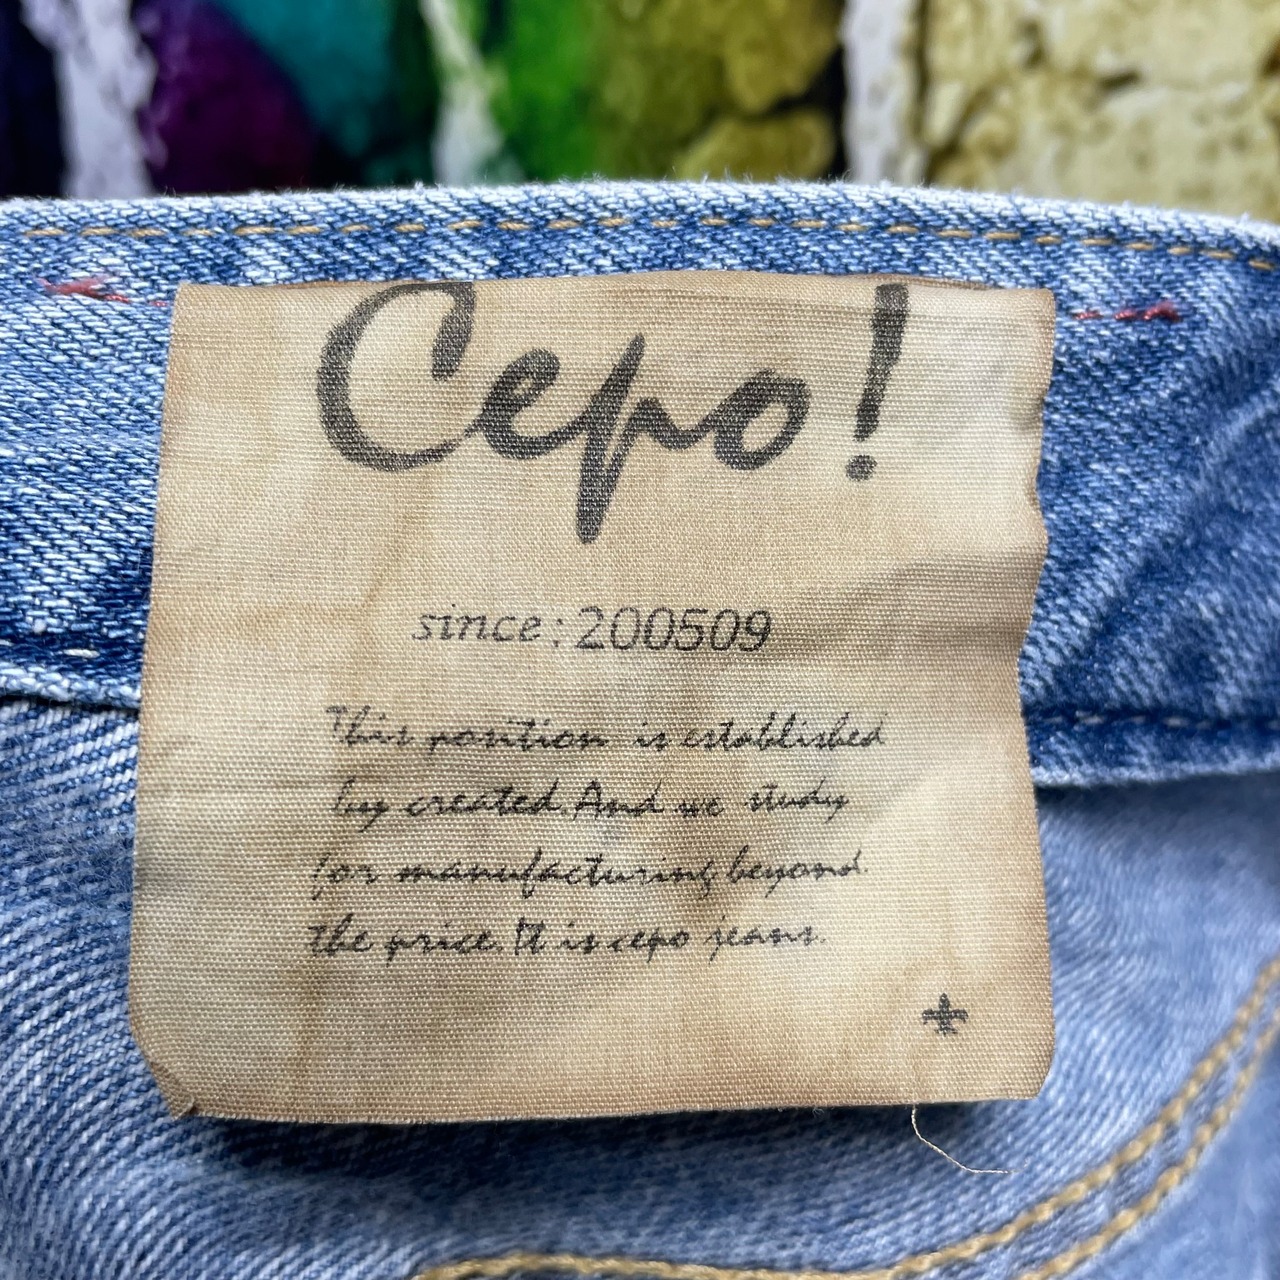 Cepo!
since:200509
This position is established
by created.And we study
for manufacturing beyond.
the price.It is cepo jeans.